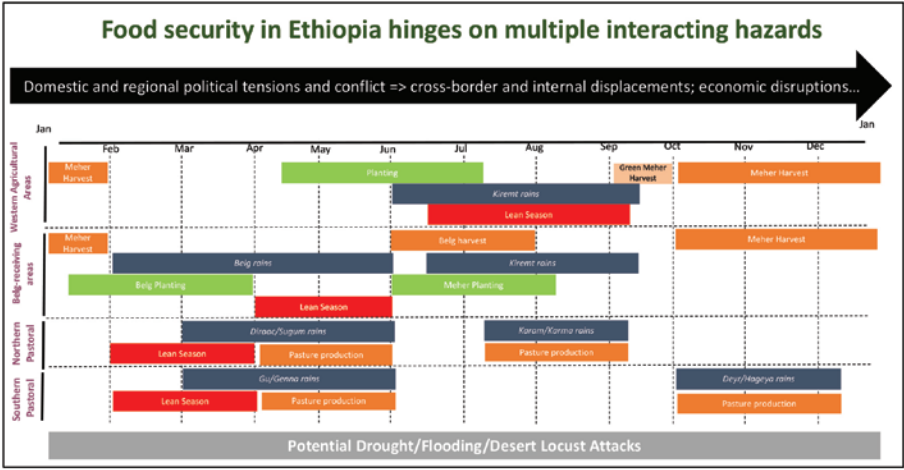 Food security in Ethiopia hinges on multiple interacting hazards
Domestic and regional political tensions and conflict => cross-border and internal displacements; economic disruptions...
Jan
Jan
Feb
Mar
Apr
May
Jun
Jul
Aug
Sep
Oct
Nov
Dec
Western Agricultural
Areas
Meher
Harvest
Planting
Green Meher
Harvest
Meher Harvest
Kiremt rains
Lean Season
Belg-receiving
areas
Meher
Harvest
Belg harvest
Meher Harvest
Belg rains
Kiremt rains
Belg Planting
Meher Planting
Lean Season
Northern
Pastoral
Diraac/Sugum rains
Karam/Karma rains
Lean Season
Pasture production
Pasture production
Southern
Pastoral
Gu/Genna rains
Deyr/Hageya rains
Lean Season
Pasture production
Pasture production
Potential Drought/Flooding/Desert Locust Attacks